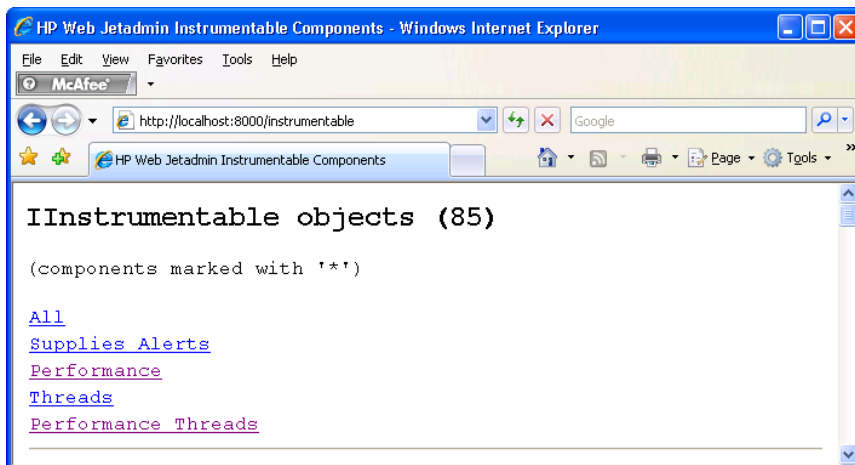 HP Web Jetadmin Instrumentable Components - Windows Internet Explorer
File Edit View Favorites Tools Help
McAfee
http://localhost:8000/instrumentable Google
HP Web Jetadmin Instrumentable Components Page Tools »
IInstrumentable objects (85)
(components marked with '*')
All
Supplies Alerts
Performance
Threads
Performance Threads